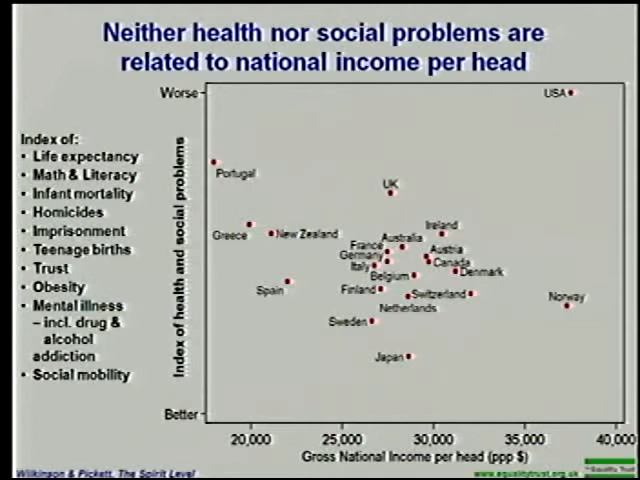 Neither health nor social problems are
related to national income per head
Index of:
• Life expectancy
• Math & Literacy
• Infant mortality
• Homicides
• Imprisonment
• Teenage births
• Trust
• Obesity
• Mental illness
– incl. drug &
alcohol
addiction
• Social mobility
Index of health and social problems
Worse
Better
USA
Portugal
UK
Greece
New Zealand
Ireland
Australia
France
Austria
Germany
Canada
Italy
Denmark
Belgium
Spain
Finland
Switzerland
Norway
Netherlands
Sweden
Japan
20,000 25,000 30,000 35,000 40,000
Gross National Income per head (ppp $)
Wilkinson & Pickett, The Spirit Level
www.equalitytrust.org.uk
Equality Trust